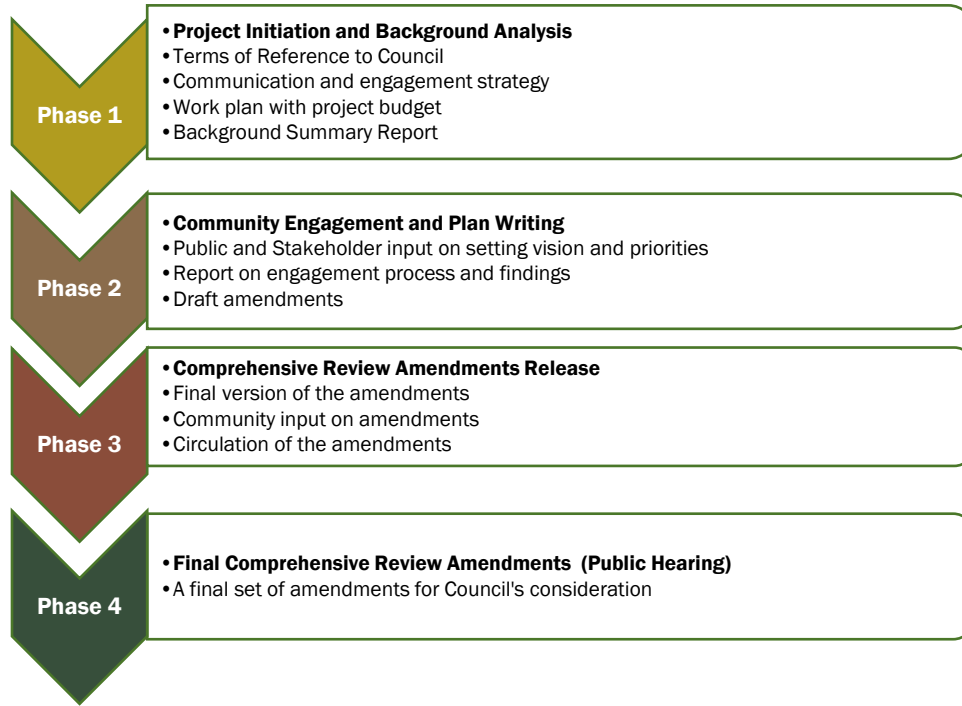 Phase 1
•Project Initiation and Background Analysis
•Terms of Reference to Council
•Communication and engagement strategy
•Work plan with project budget
•Background Summary Report
Phase 2
•Community Engagement and Plan Writing
•Public and Stakeholder input on setting vision and priorities
•Report on engagement process and findings
•Draft amendments
Phase 3
•Comprehensive Review Amendments Release
•Final version of the amendments
•Community input on amendments
•Circulation of the amendments
Phase 4
•Final Comprehensive Review Amendments (Public Hearing)
•A final set of amendments for Council's consideration